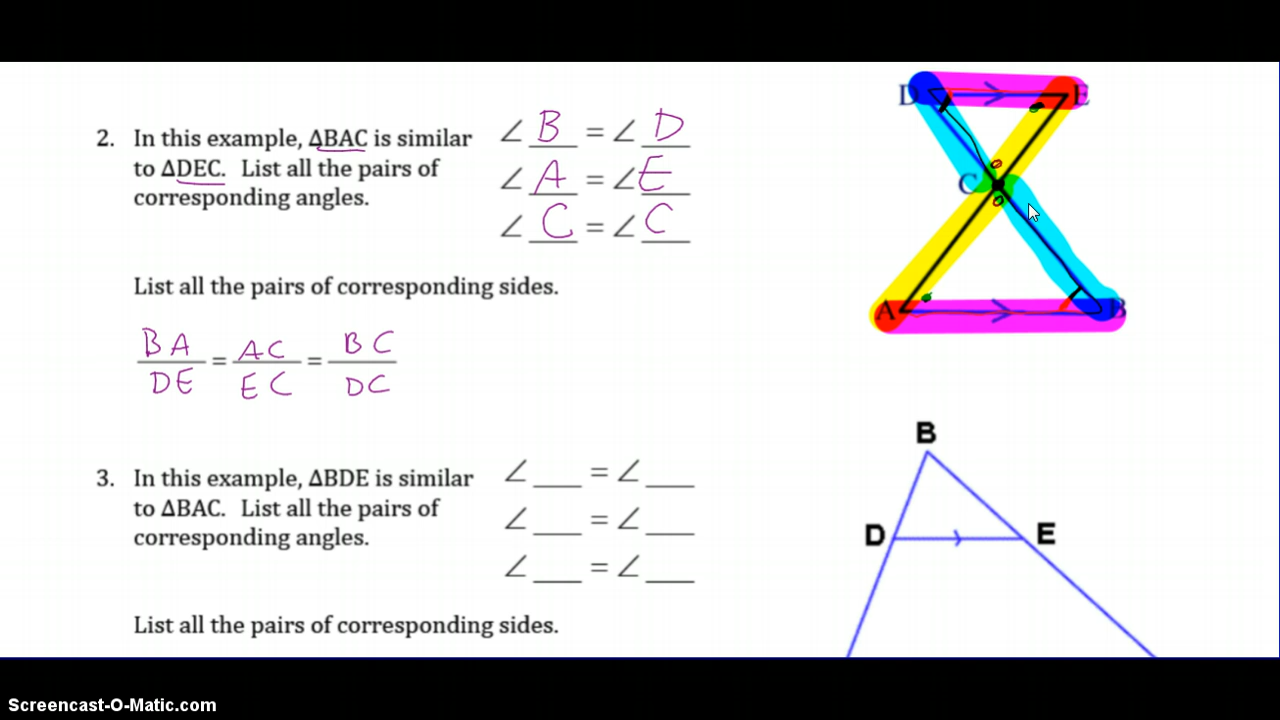 2. In this example, ΔBAC is similar
to ΔDEC. List all the pairs of
corresponding angles.
∠ B = ∠ D
∠ A = ∠ E
∠ C = ∠ C
List all the pairs of corresponding sides.
BA/DE = AC/EC = BC/DC
D E
C
A B
3. In this example, ΔBDE is similar
to ΔBAC. List all the pairs of
corresponding angles.
∠ ___ = ∠ ___
∠ ___ = ∠ ___
∠ ___ = ∠ ___
List all the pairs of corresponding sides.
B
D E
Screencast-O-Matic.com